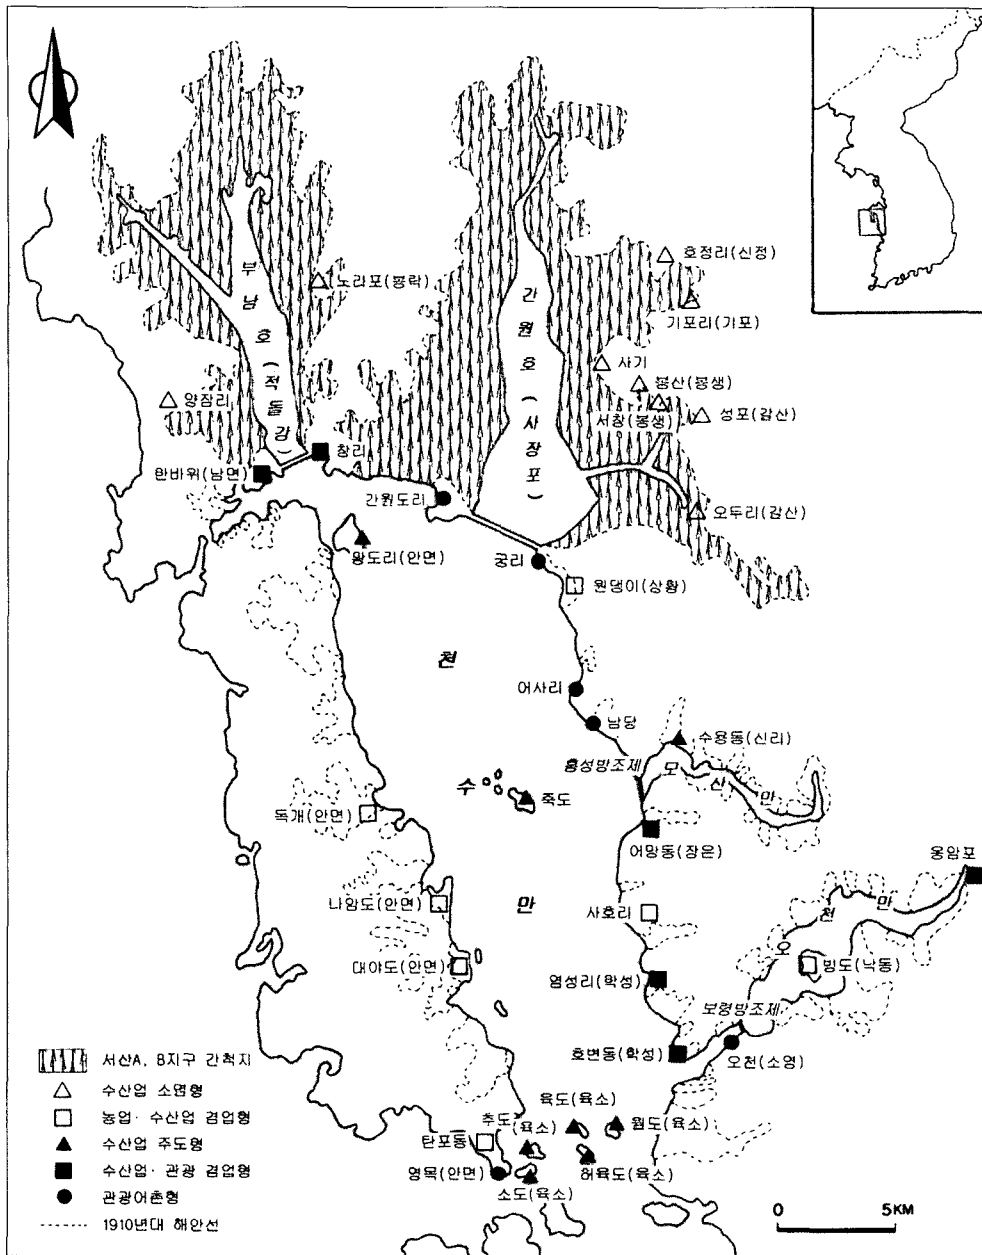 호정리(신정)
기포리(기포)
노라포(봉락)
부남호(적돌강)
간월호(사장포)
사기
봉산(봉생)
서창(봉생)
성포(갈산)
양잠리
창리
한바위(남면)
간월도리
오두리(갈산)
왕도리(안면)
궁리
원댕이(상황)
천
어사리
남당
수용동(신리)
홍성방조제
모산만
수
죽도
독개(안면)
어망동(장은)
웅암포
나암도(안면)
만
사호리
오천만
대야도(안면)
염성리(학성)
빙도(낙동)
보령방조제
호변동(학성)
오천(소영)
육도(육소)
추도(육소)
월도(육소)
탄포동
영목(안면)
허육도(육소)
소도(육소)
서산A, B지구 간척지
수산업 소멸형
농업·수산업 겸업형
수산업 주도형
수산업·관광 겸업형
관광어촌형
1910년대 해안선
0 5KM